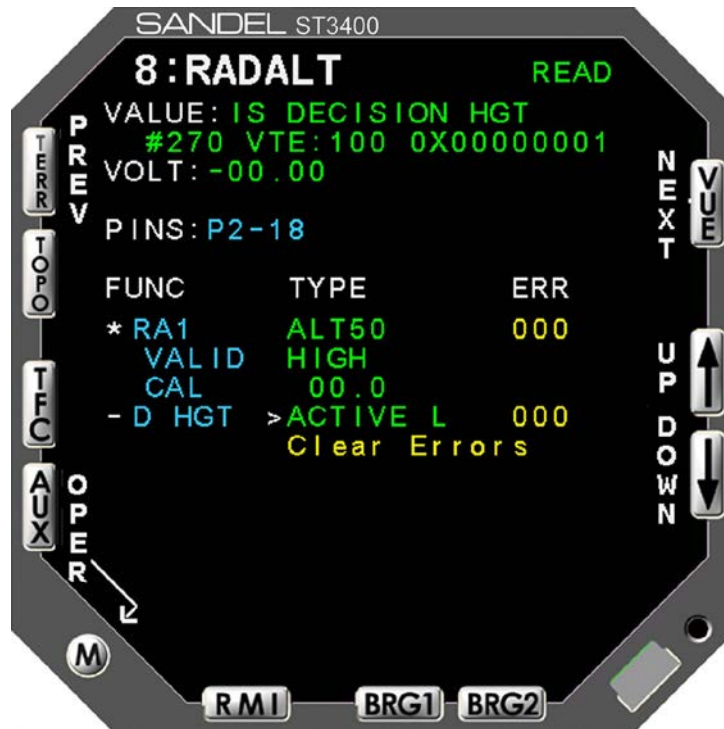 SANDEL ST3400
8:RADALT READ
VALUE: IS DECISION HGT
#270 VTE:100 0X00000001
VOLT: -00.00
PINS: P2-18
FUNC TYPE ERR
* RA1 ALT50 000
VALID HIGH
CAL 00.0
- D HGT >ACTIVE L 000
Clear Errors
PREV
TERR
TOPO
TFC
AUX
OPER
M
NEXT
VUE
UP
DOWN
RMI BRG1 BRG2